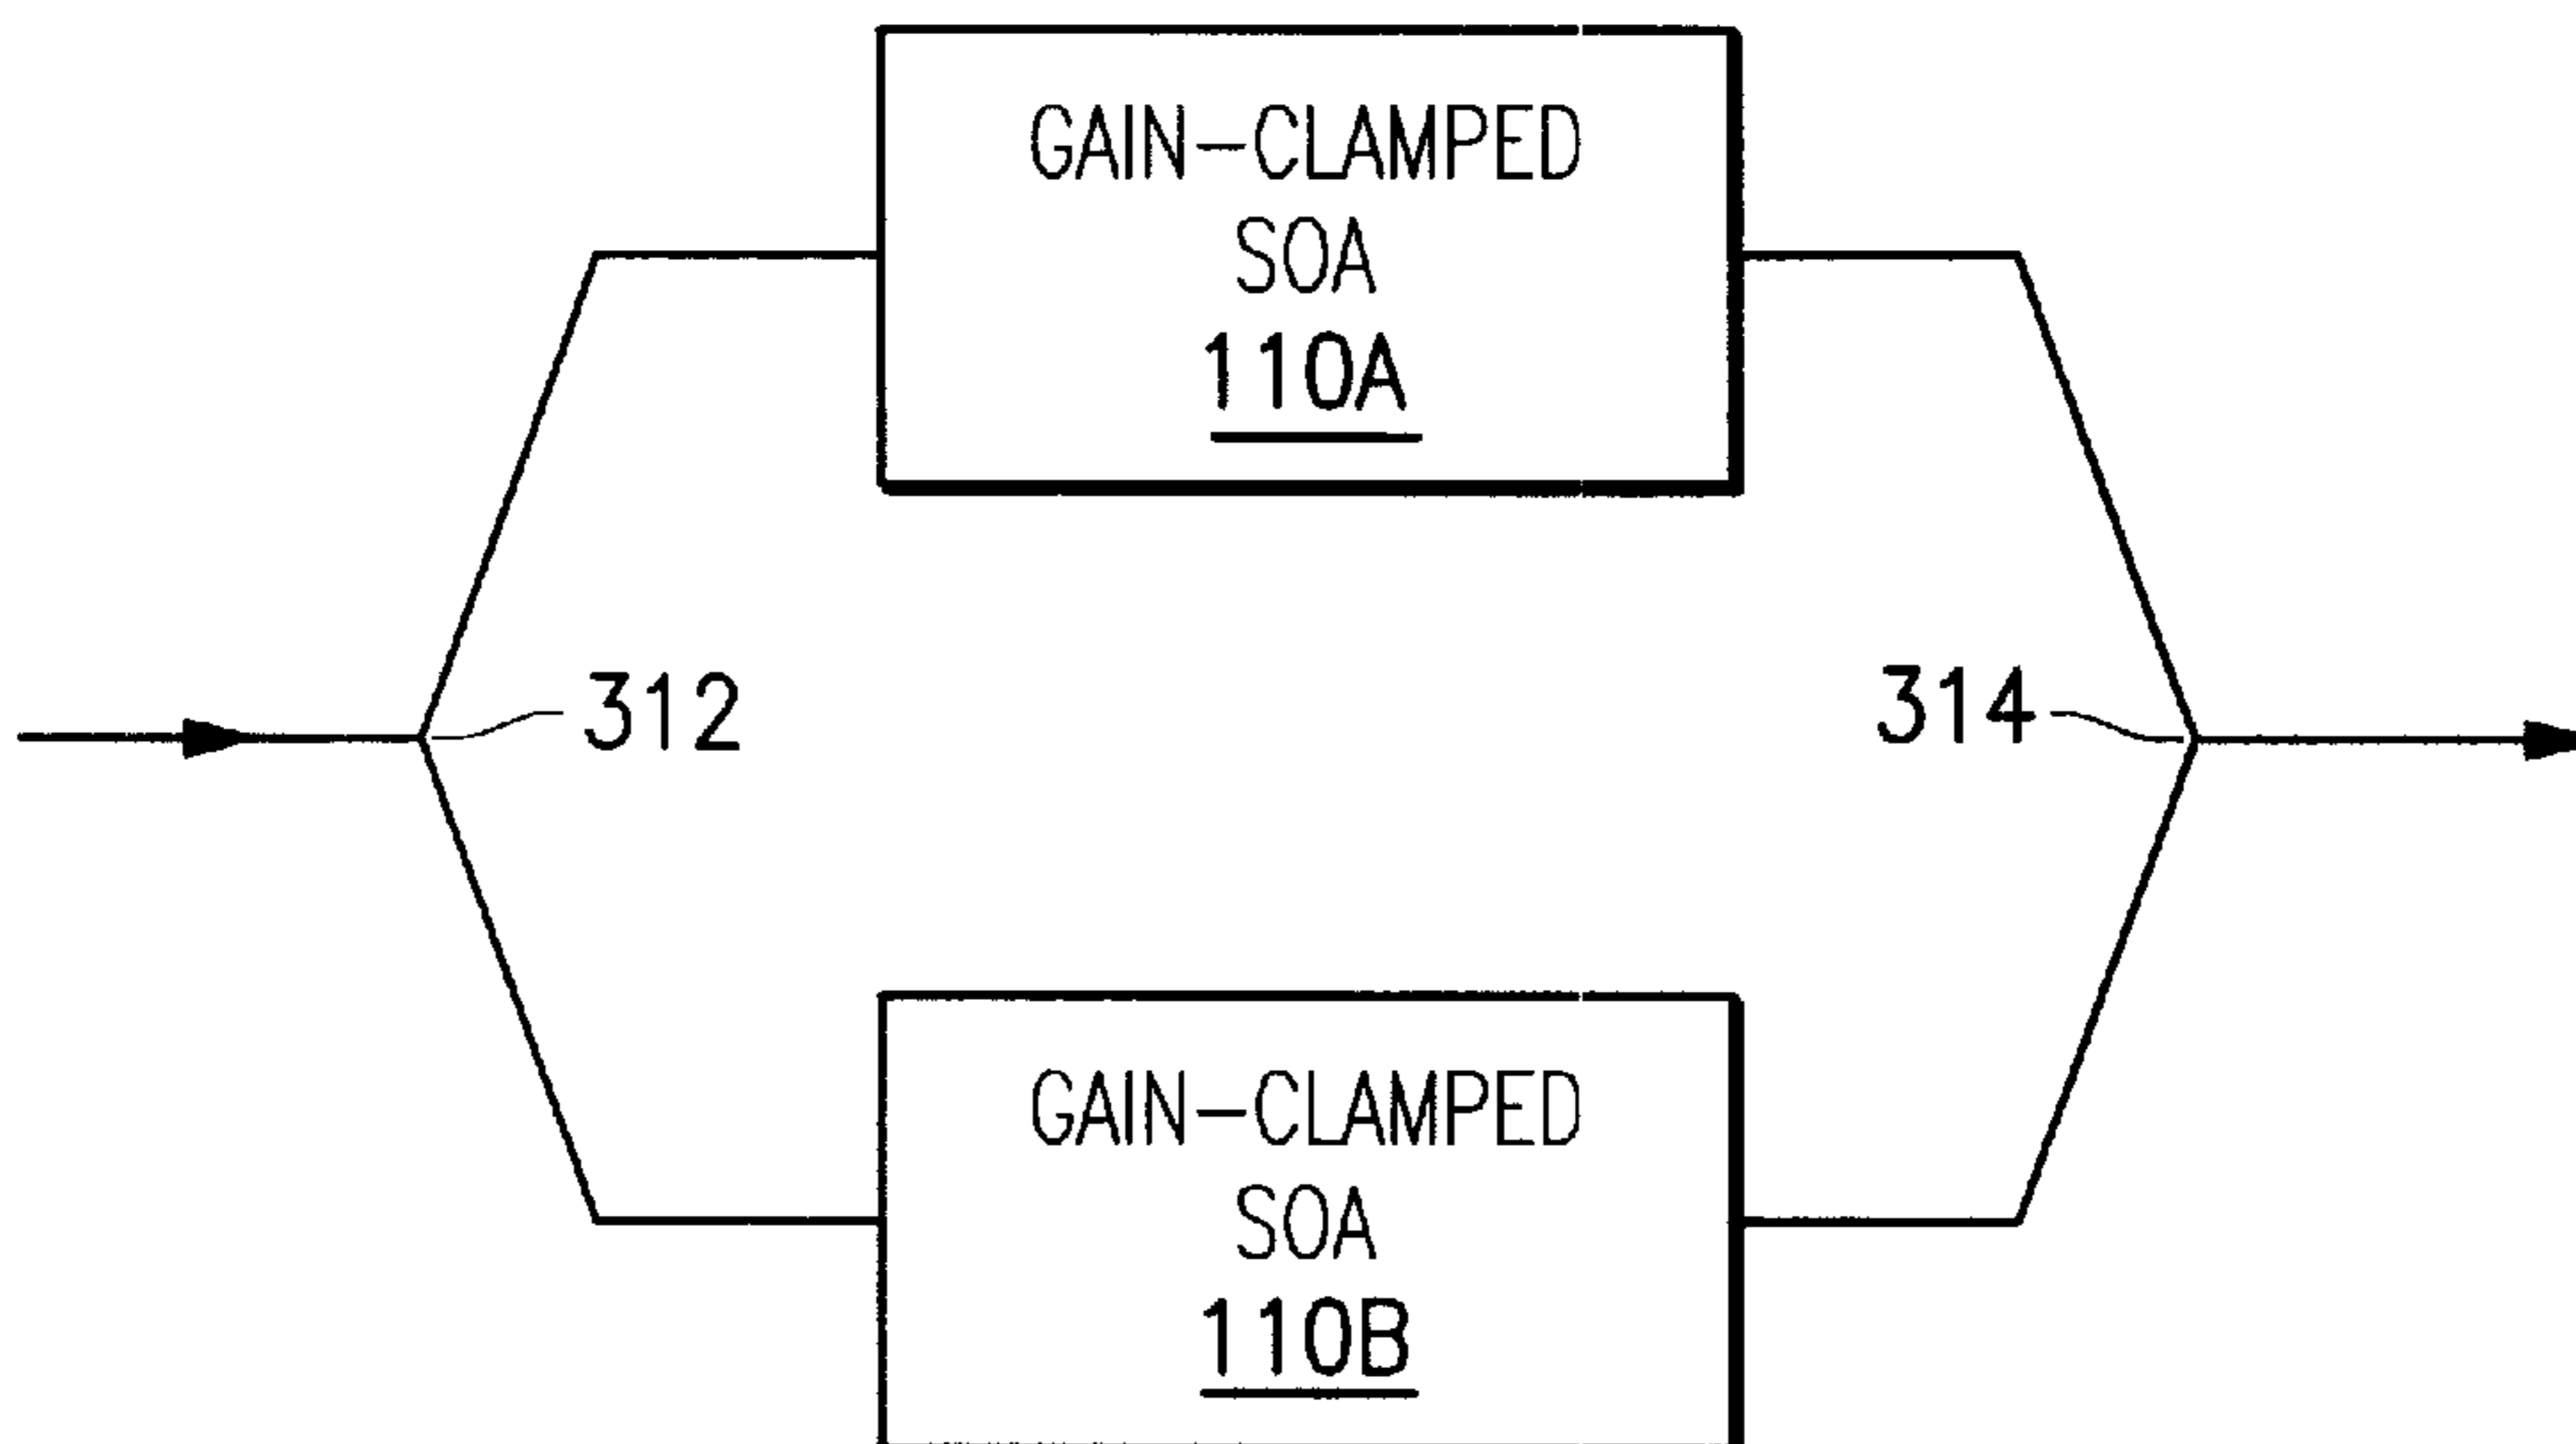 GAIN-CLAMPED
SOA
110A
312
314
GAIN-CLAMPED
SOA
110B